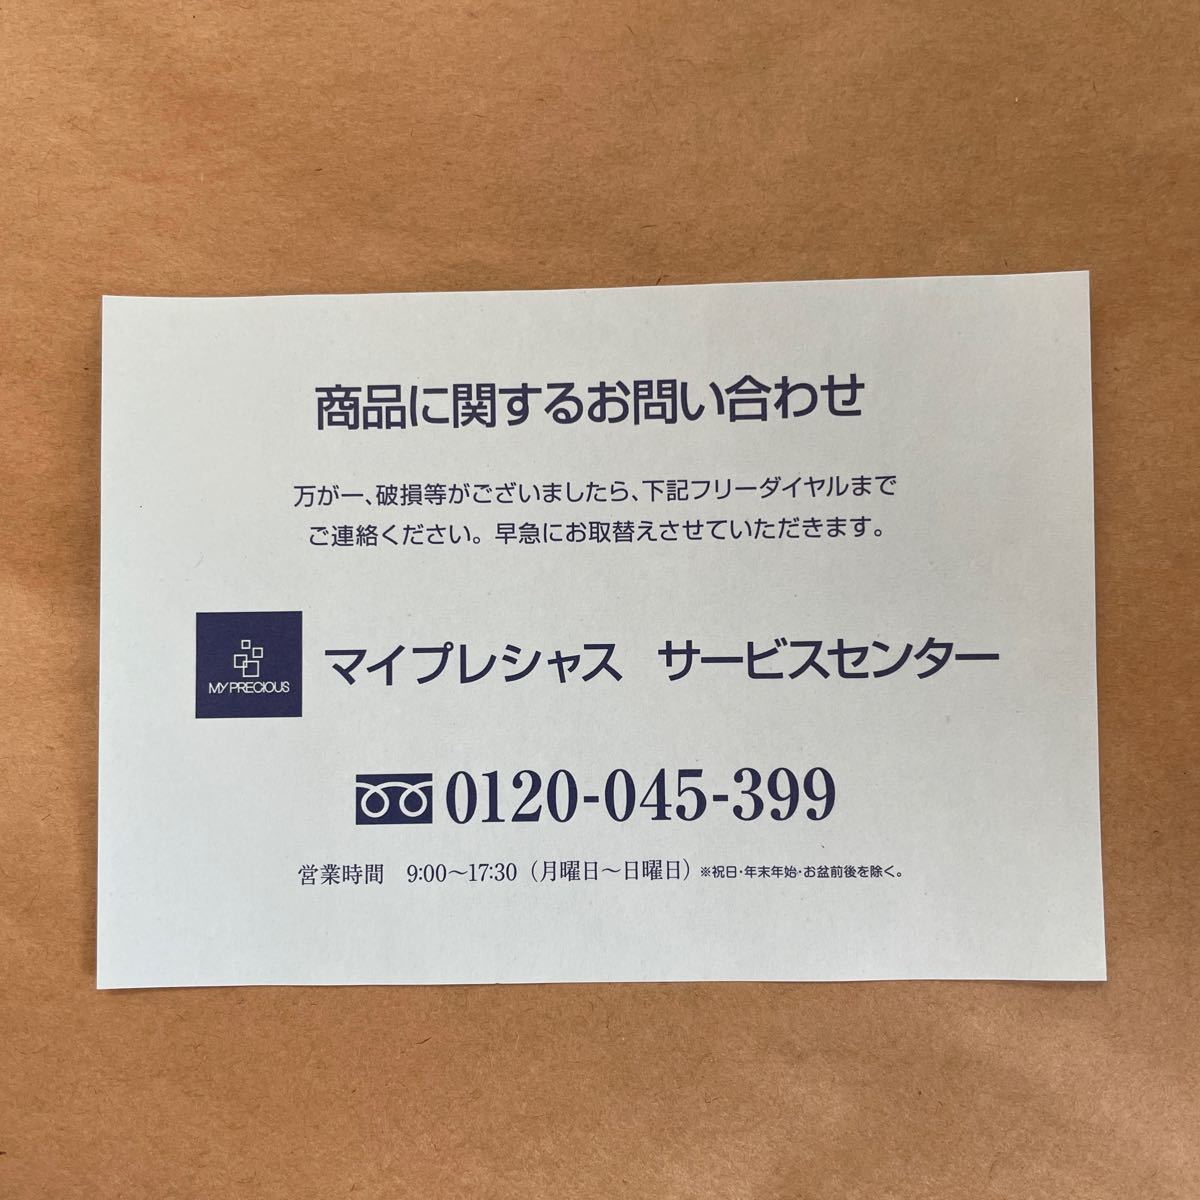 商品に関するお問い合わせ
万が一、破損等がございましたら、下記フリーダイヤルまで
ご連絡ください。早急にお取替えさせていただきます。
MY PRECIOUS
マイプレシャス　サービスセンター
0120-045-399
営業時間　9:00〜17:30（月曜日〜日曜日）※祝日・年末年始・お盆前後を除く。